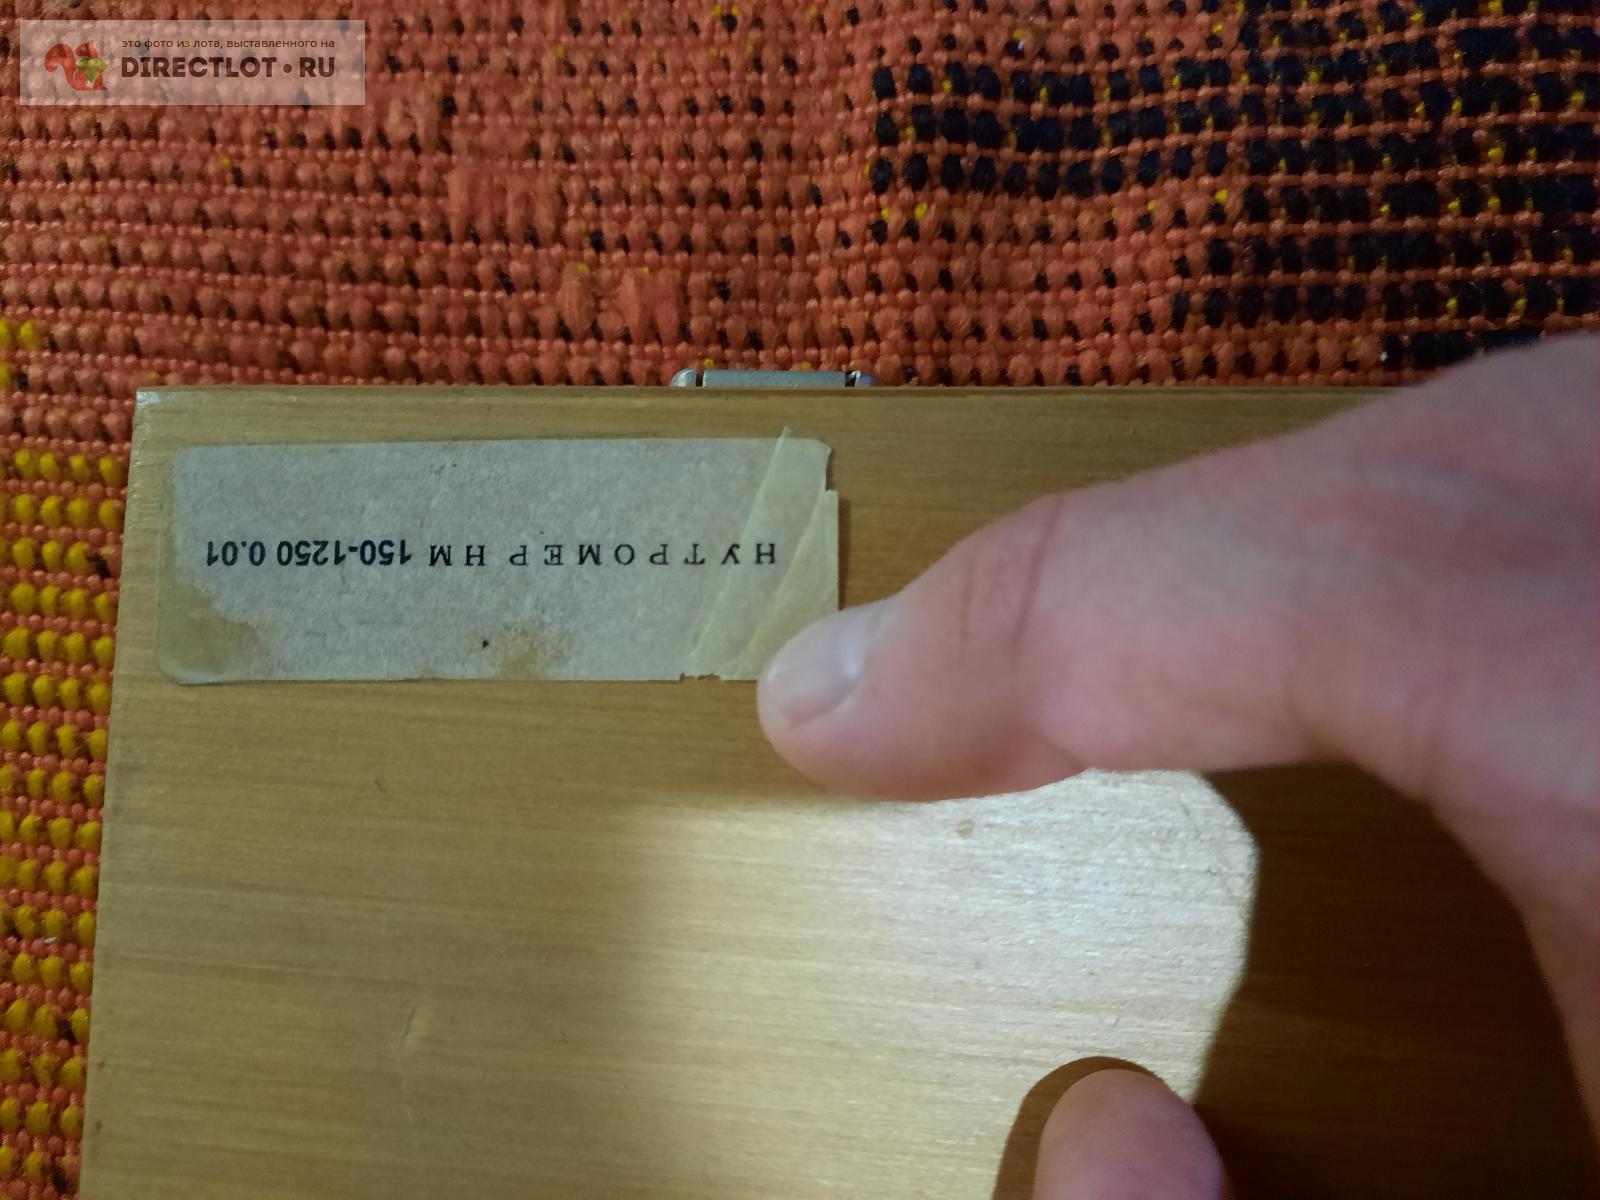 это фото из лота, выставленного на
DIRECTLOT•RU
НУТРОМЕР НМ 150-1250 0.01